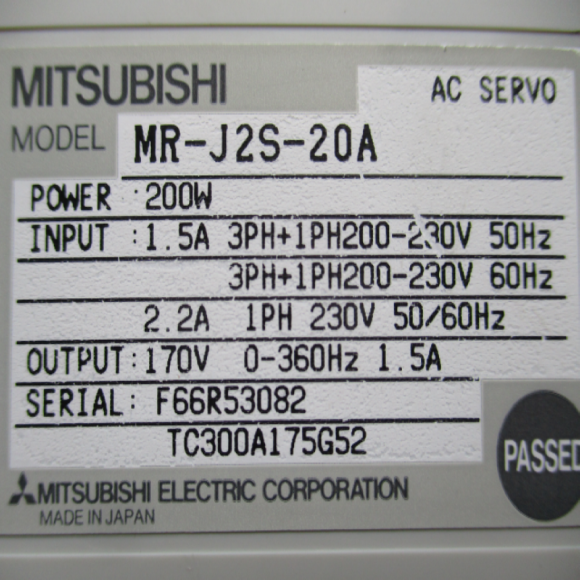 MITSUBISHI AC SERVO
MODEL MR-J2S-20A
POWER : 200W
INPUT : 1.5A 3PH+1PH200-230V 50Hz
3PH+1PH200-230V 60Hz
2.2A 1PH 230V 50/60Hz
OUTPUT: 170V 0-360Hz 1.5A
SERIAL: F66R53082
TC300A175G52
PASSED
MITSUBISHI ELECTRIC CORPORATION
MADE IN JAPAN